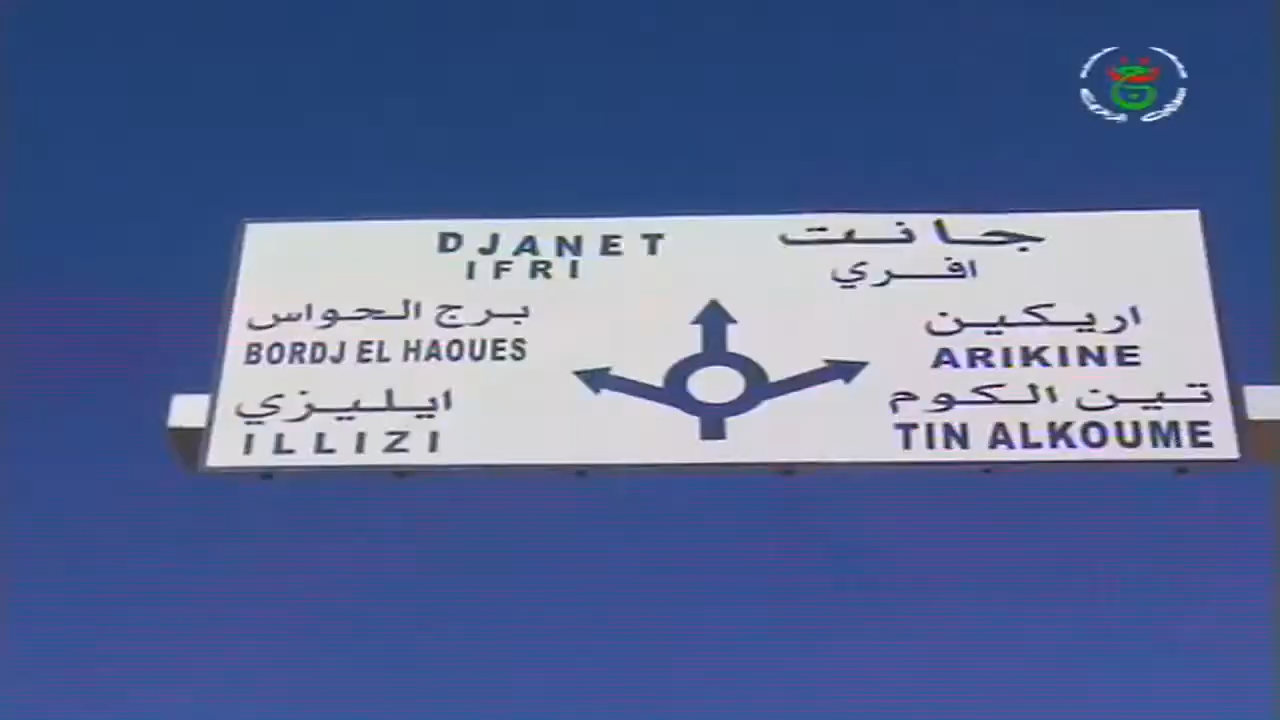 DJANET جانت
IFRI افري
برج الحواس
BORDJ EL HAOUES
ايليزي
ILLIZI
اريكين
ARIKINE
تين الكوم
TIN ALKOUME